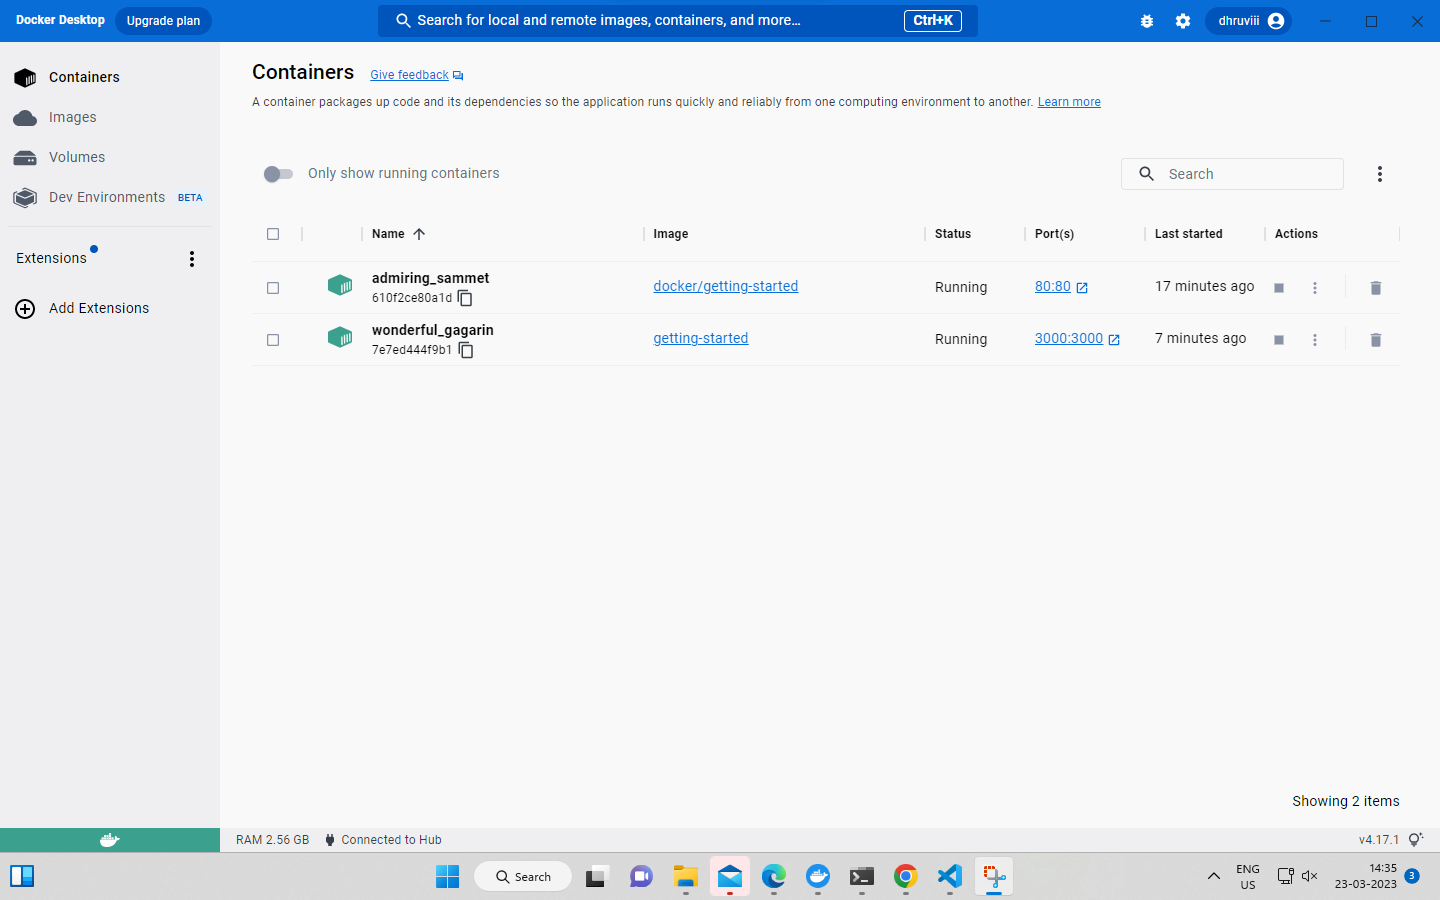 Docker Desktop Upgrade plan Search for local and remote images, containers, and more... Ctrl+K dhruviii
Containers
Images
Volumes
Dev Environments BETA
Extensions
Add Extensions
Containers Give feedback
A container packages up code and its dependencies so the application runs quickly and reliably from one computing environment to another. Learn more
Only show running containers Search
Name Image Status Port(s) Last started Actions
admiring_sammet docker/getting-started Running 80:80 17 minutes ago
610f2ce80a1d
wonderful_gagarin getting-started Running 3000:3000 7 minutes ago
7e7ed444f9b1
Showing 2 items
RAM 2.56 GB Connected to Hub v4.17.1
Search
ENG
US
14:35
23-03-2023
3